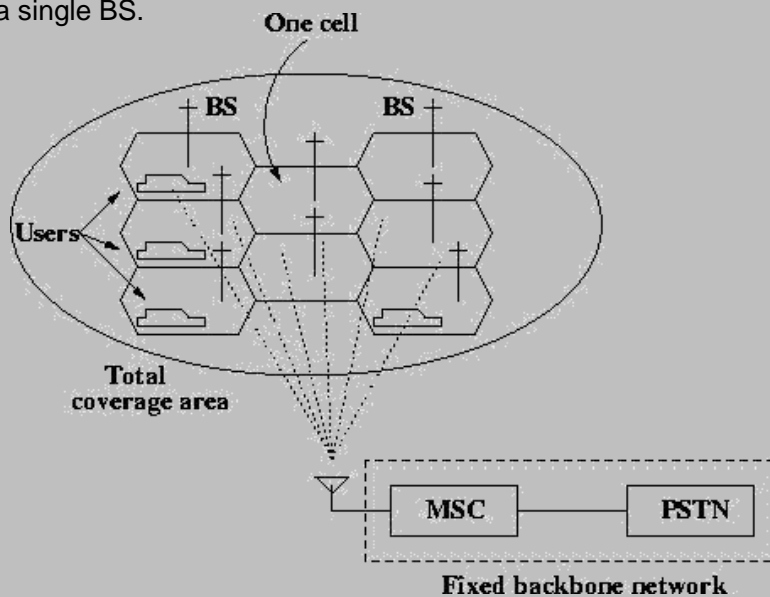 a single BS.
One cell
BS
BS
Users
Total
coverage area
MSC
PSTN
Fixed backbone network